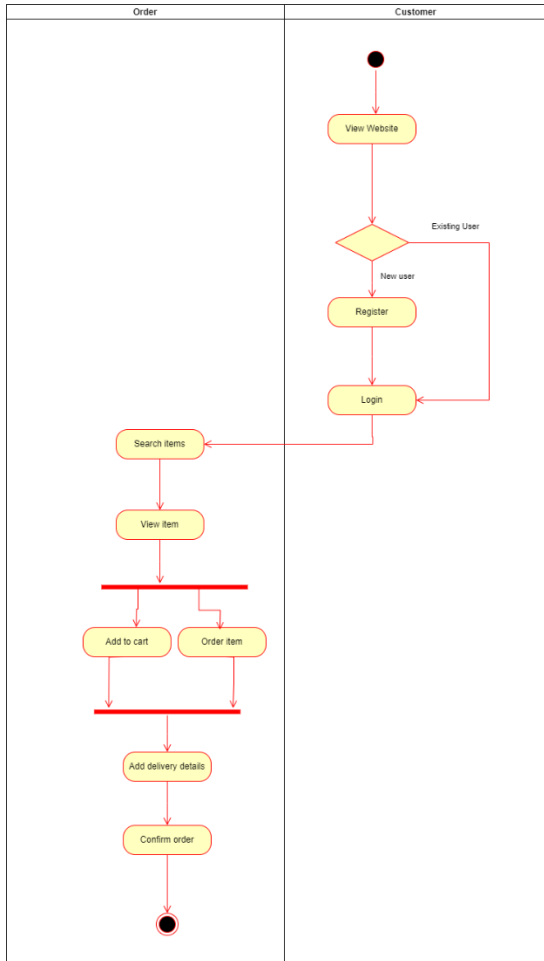 Order
Customer
View Website
Existing User
New user
Register
Login
Search items
View item
Add to cart
Order item
Add delivery details
Confirm order